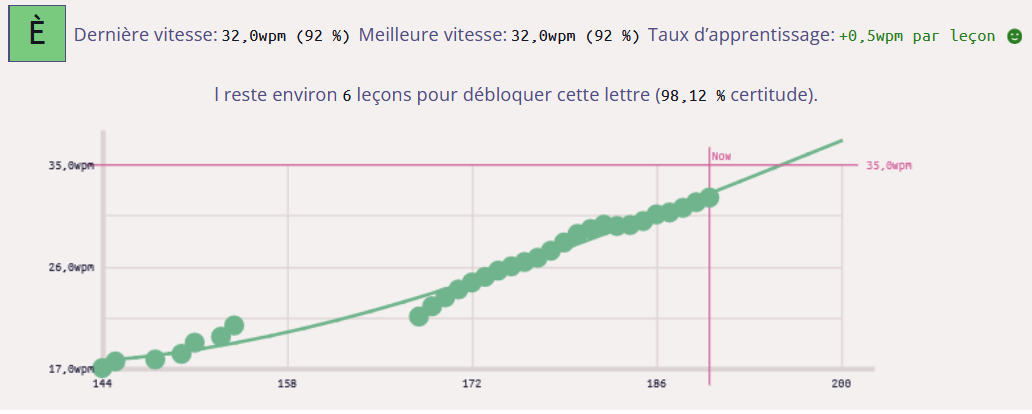 È Dernière vitesse: 32,0wpm (92 %) Meilleure vitesse: 32,0wpm (92 %) Taux d’apprentissage: +0,5wpm par leçon
l reste environ 6 leçons pour débloquer cette lettre (98,12 % certitude).
Now
35,0wpm 35,0wpm
26,0wpm
17,0wpm
144 158 172 186 200